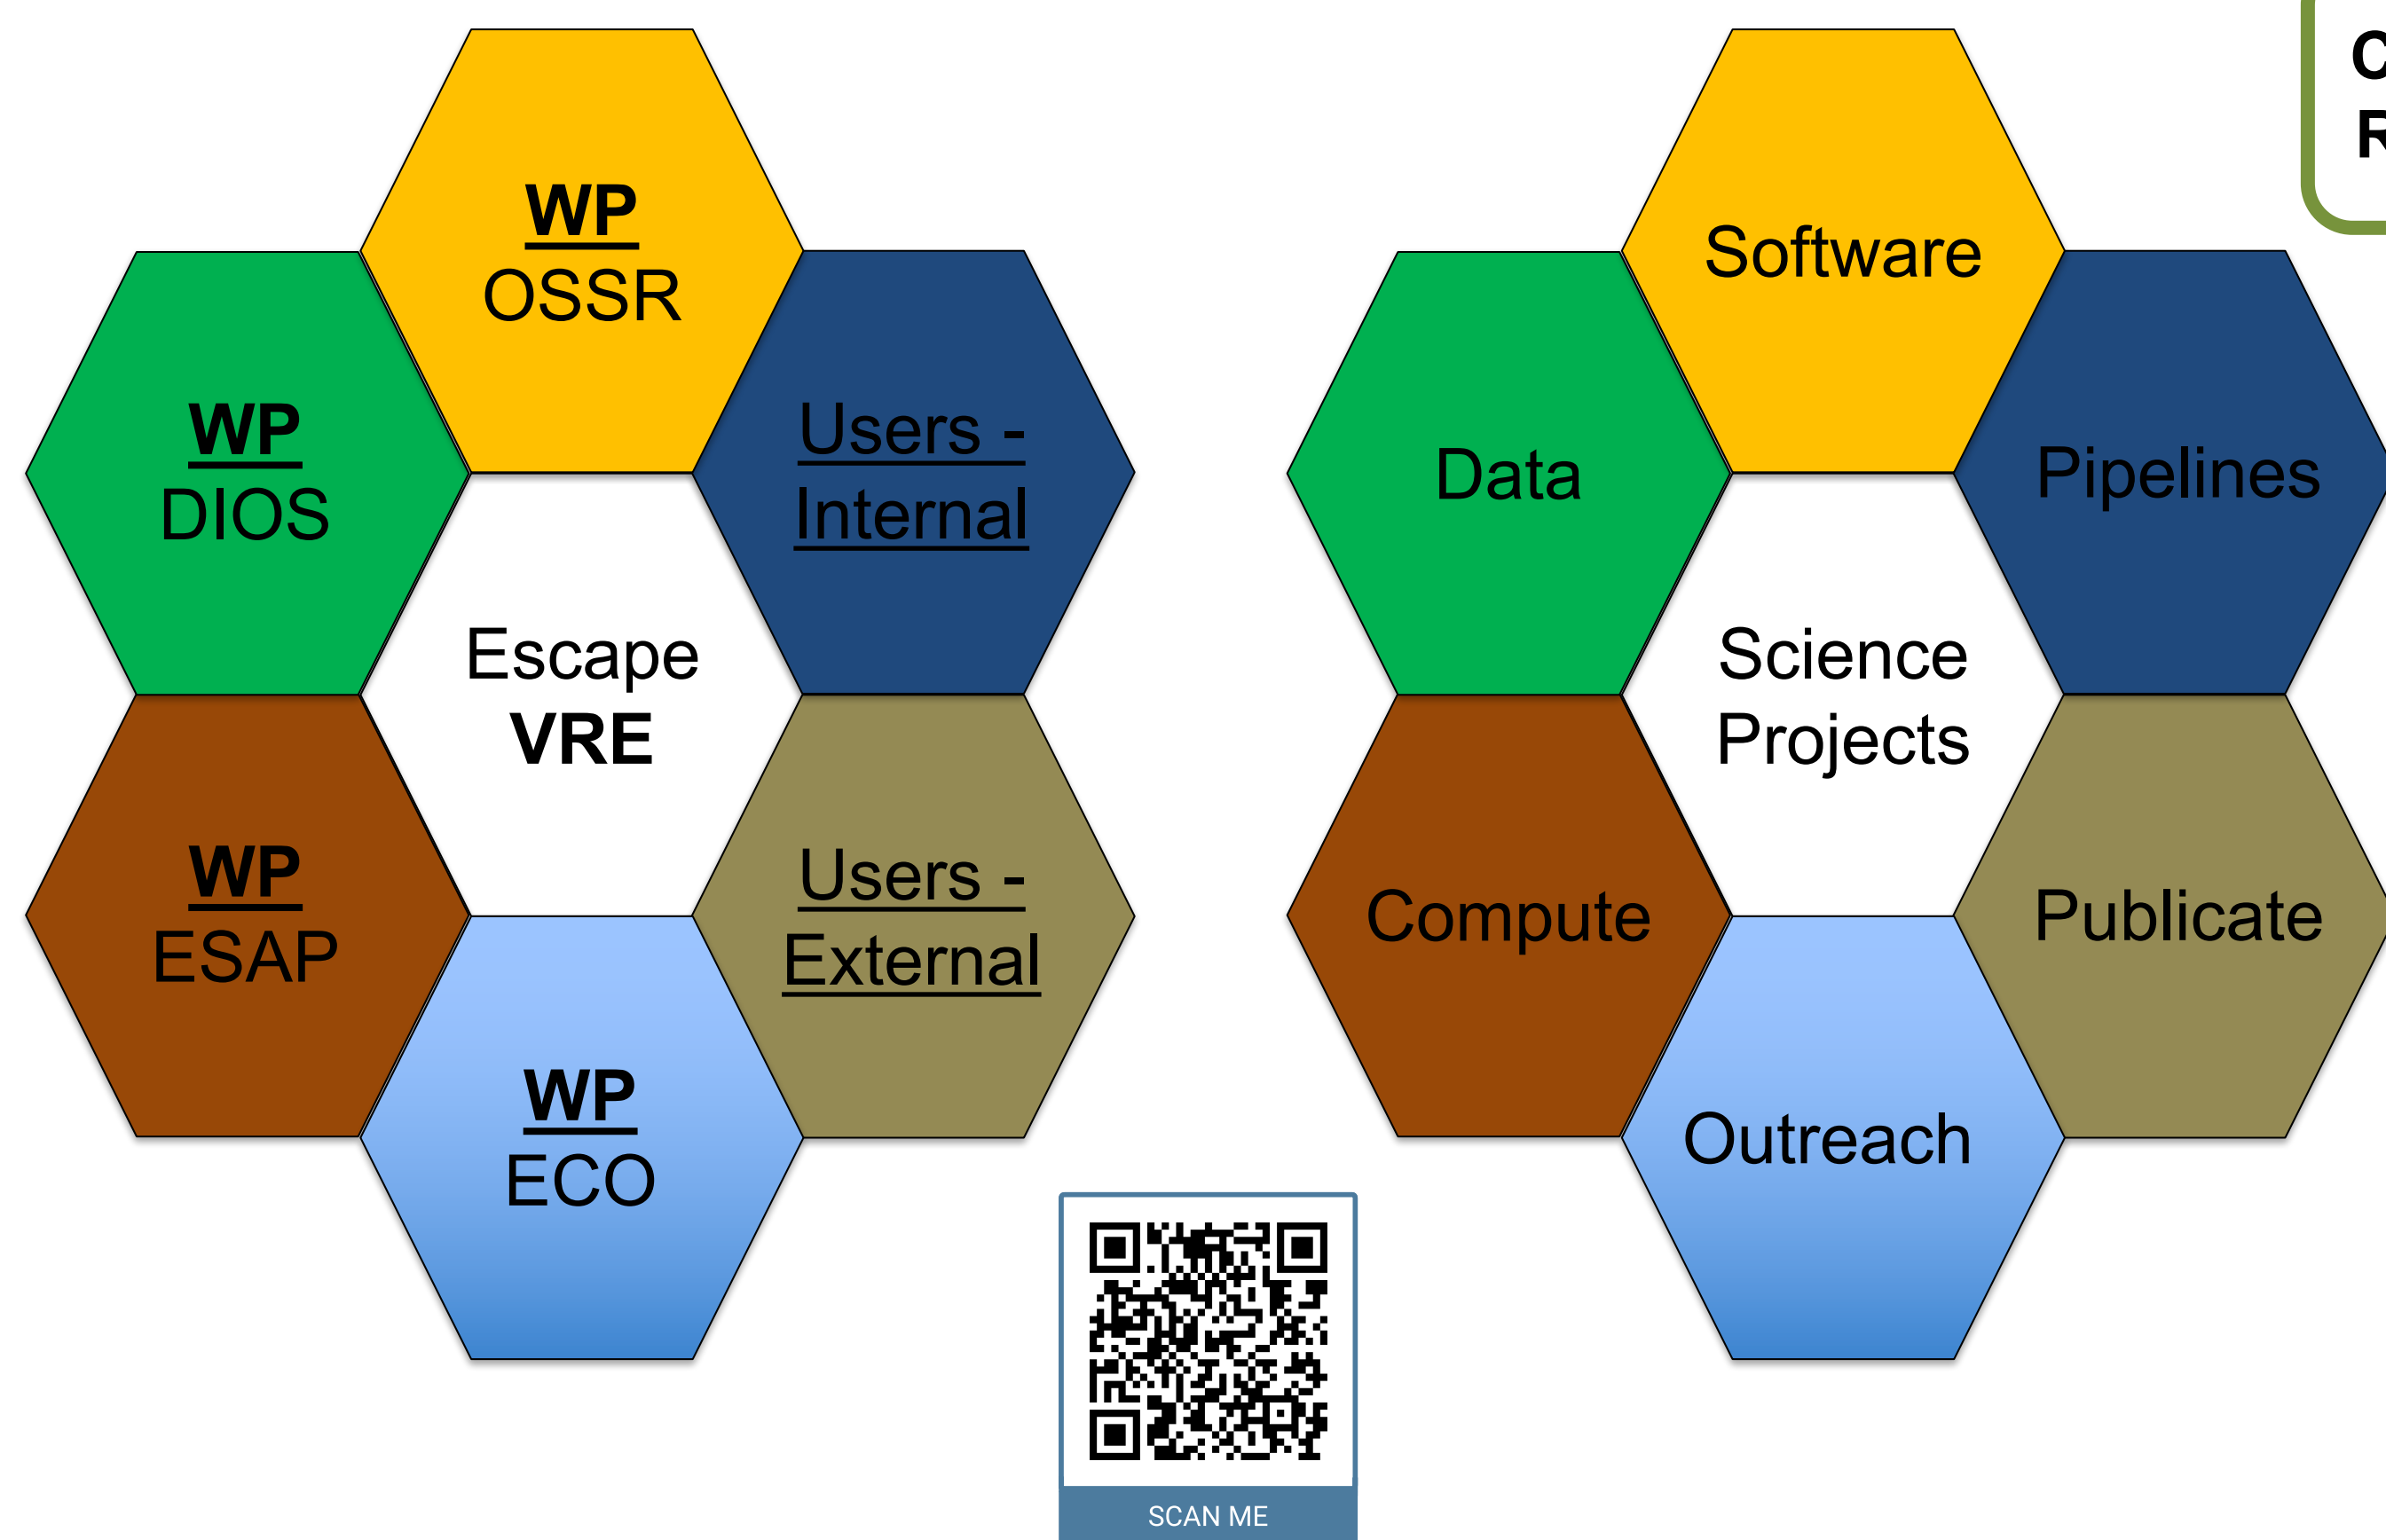 WP
OSSR
WP
DIOS
Users -
Internal
Escape
VRE
WP
ESAP
Users -
External
WP
ECO
Software
Data
Pipelines
Science
Projects
Compute
Publicate
Outreach
C
R
SCAN ME